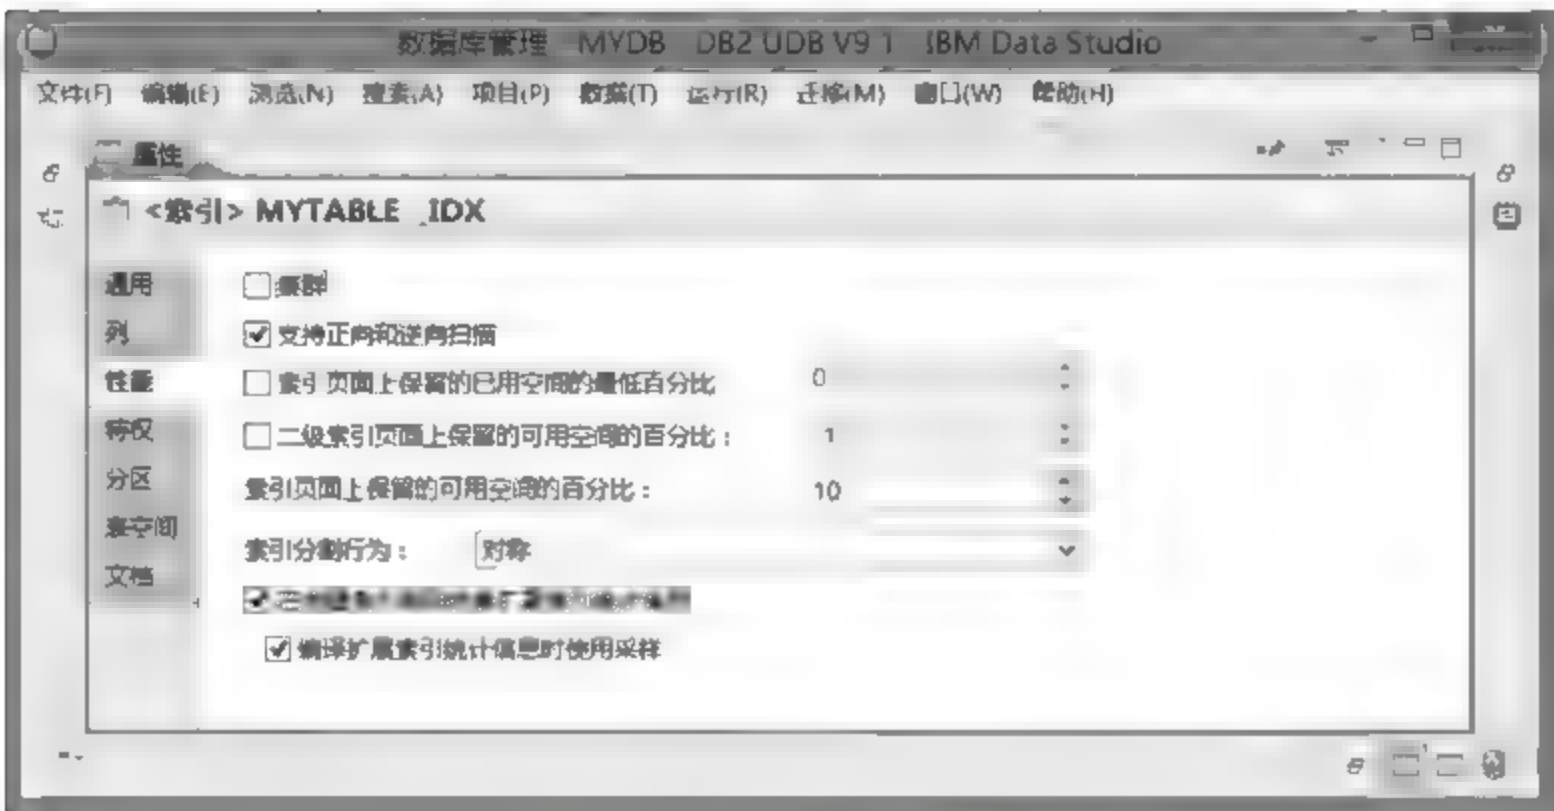 数据库管理 MYDB DB2 UDB V9 1 IBM Data Studio
文件(F) 编辑(E) 浏览(N) 搜索(A) 项目(P) 数据(T) 运行(R) 迁移(M) 窗口(W) 帮助(H)
属性
<索引> MYTABLE _IDX
通用
集群
列
支持正向和逆向扫描
性能
索引页面上保留的已用空间的最低百分比 0
特权
二级索引页面上保留的可用空间的百分比： 1
分区
索引页面上保留的可用空间的百分比： 10
表空间
索引分割行为： 对称
文档
编译扩展索引统计信息时使用采样